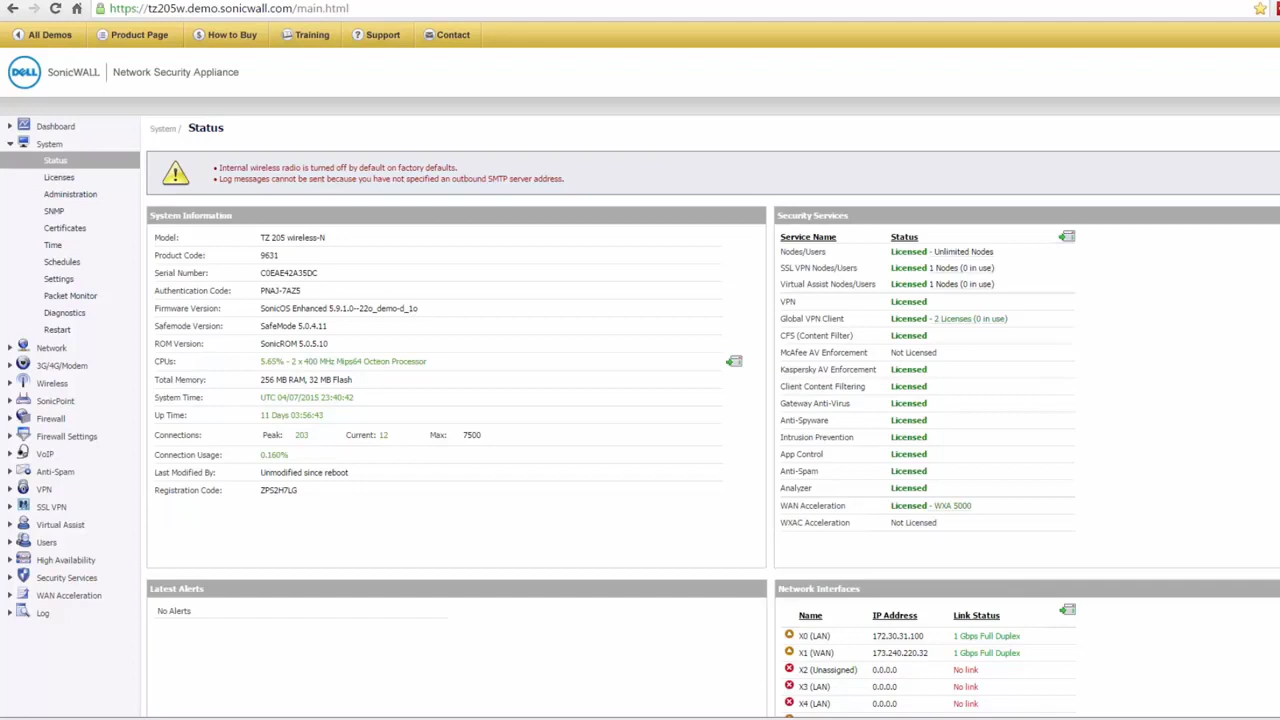 https://tz205w.demo.sonicwall.com/main.html
All Demos Product Page How to Buy Training Support Contact
DELL SonicWALL Network Security Appliance
Dashboard
System
Status
Licenses
Administration
SNMP
Certificates
Time
Schedules
Settings
Packet Monitor
Diagnostics
Restart
Network
3G/4G/Modem
Wireless
SonicPoint
Firewall
Firewall Settings
VoIP
Anti-Spam
VPN
SSL VPN
Virtual Assist
Users
High Availability
Security Services
WAN Acceleration
Log
System / Status
• Internal wireless radio is turned off by default on factory defaults.
• Log messages cannot be sent because you have not specified an outbound SMTP server address.
System Information
Model: TZ 205 wireless-N
Product Code: 9631
Serial Number: C0EAE42A35DC
Authentication Code: PNAJ-7AZ5
Firmware Version: SonicOS Enhanced 5.9.1.0--22o_demo-d_1o
Safemode Version: SafeMode 5.0.4.11
ROM Version: SonicROM 5.0.5.10
CPUs: 5.65% - 2 x 400 MHz Mips64 Octeon Processor
Total Memory: 256 MB RAM, 32 MB Flash
System Time: UTC 04/07/2015 23:40:42
Up Time: 11 Days 03:56:43
Connections: Peak: 203 Current: 12 Max: 7500
Connection Usage: 0.160%
Last Modified By: Unmodified since reboot
Registration Code: ZPS2H7LG
Security Services
Service Name Status
Nodes/Users Licensed - Unlimited Nodes
SSL VPN Nodes/Users Licensed 1 Nodes (0 in use)
Virtual Assist Nodes/Users Licensed 1 Nodes (0 in use)
VPN Licensed
Global VPN Client Licensed - 2 Licenses (0 in use)
CFS (Content Filter) Licensed
McAfee AV Enforcement Not Licensed
Kaspersky AV Enforcement Licensed
Client Content Filtering Licensed
Gateway Anti-Virus Licensed
Anti-Spyware Licensed
Intrusion Prevention Licensed
App Control Licensed
Anti-Spam Licensed
Analyzer Licensed
WAN Acceleration Licensed - WXA 5000
WXAC Acceleration Not Licensed
Latest Alerts
No Alerts
Network Interfaces
Name IP Address Link Status
X0 (LAN) 172.30.31.100 1 Gbps Full Duplex
X1 (WAN) 173.240.220.32 1 Gbps Full Duplex
X2 (Unassigned) 0.0.0.0 No link
X3 (LAN) 0.0.0.0 No link
X4 (LAN) 0.0.0.0 No link